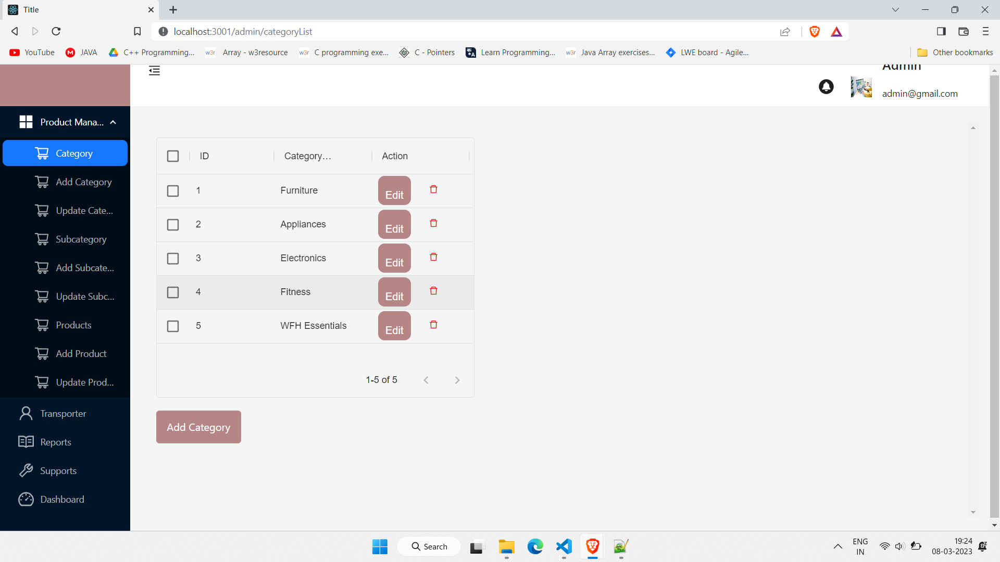 Title
localhost:3001/admin/categoryList
YouTube
JAVA
C++ Programming...
w3r
Array - w3resource
w3r
C programming exe...
C - Pointers
Learn Programming...
w3r
Java Array exercises...
LWE board - Agile...
Other bookmarks
Admin
admin@gmail.com
Product Mana...
Category
Add Category
Update Cate...
Subcategory
Add Subcate...
Update Subc...
Products
Add Product
Update Prod...
Transporter
Reports
Supports
Dashboard
ID Category... Action
1 Furniture Edit
2 Appliances Edit
3 Electronics Edit
4 Fitness Edit
5 WFH Essentials Edit
1-5 of 5
Add Category
Search
ENG
IN
19:24
08-03-2023